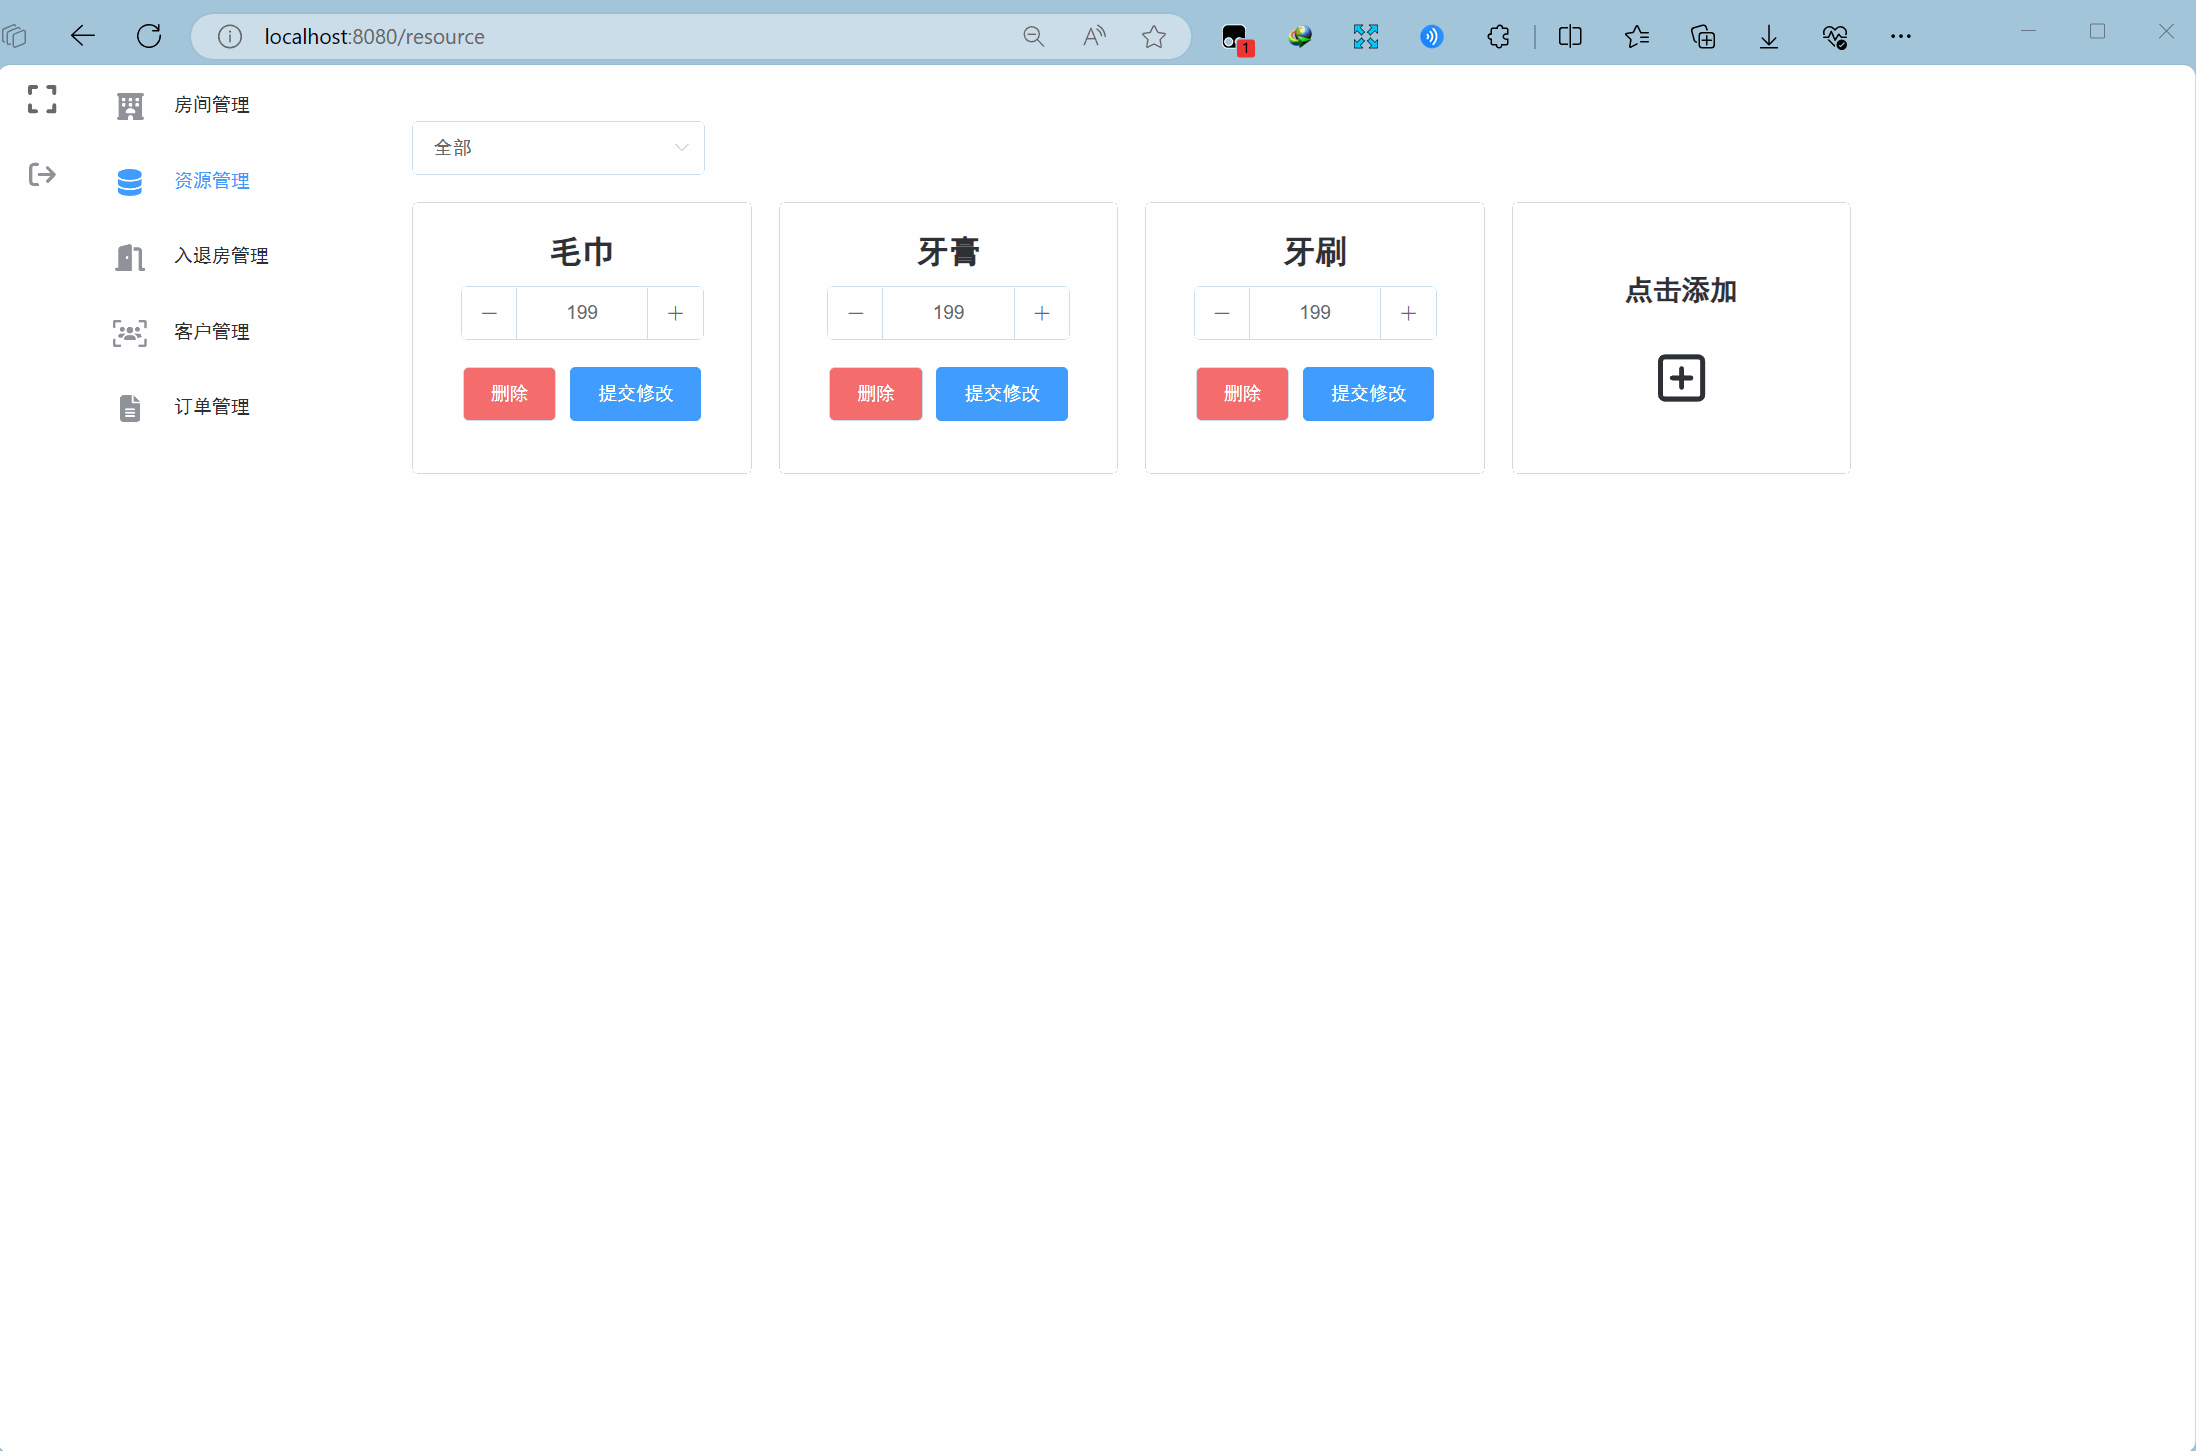 localhost:8080/resource
1
房间管理
资源管理
入退房管理
客户管理
订单管理
全部
毛巾
199
删除 提交修改
牙膏
199
删除 提交修改
牙刷
199
删除 提交修改
点击添加